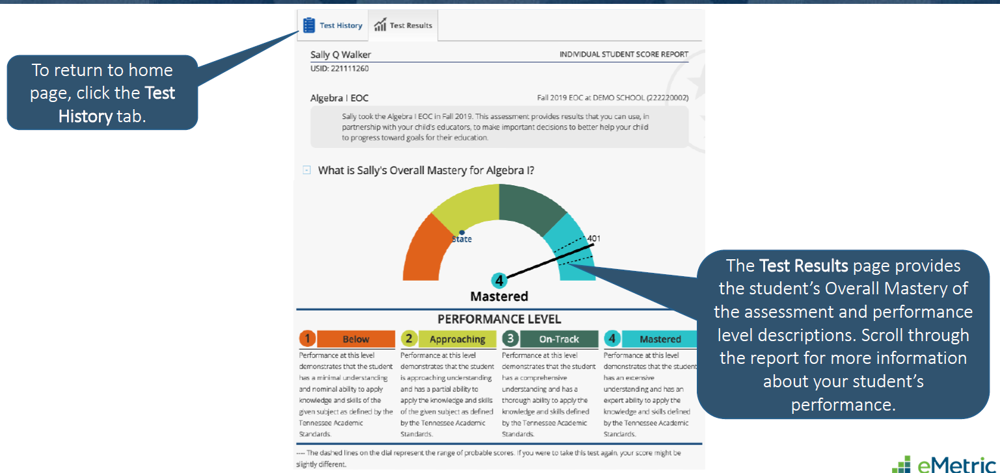 Test History
Test Results
To return to home
page, click the Test
History tab.
Sally Q Walker
INDIVIDUAL STUDENT SCORE REPORT
USID: 221111260
Algebra I EOC
Fall 2019 EOC at DEMO SCHOOL (222220002)
Sally took the Algebra I EOC in Fall 2019. This assessment provides results that you can use, in
partnership with your child's educators, to make important decisions to better help your child
to progress toward goals for their education.
What is Sally's Overall Mastery for Algebra I?
State
401
4
Mastered
The Test Results page provides
the student's Overall Mastery of
the assessment and performance
level descriptions. Scroll through
the report for more information
about your student's
performance.
PERFORMANCE LEVEL
1 Below
Performance at this level
demonstrates that the student
has a minimal understanding
and nominal ability to apply
knowledge and skills of the
given subject as defined by the
Tennessee Academic
Standards.
2 Approaching
Performance at this level
demonstrates that the student
is approaching understanding
and has a partial ability to
apply the knowledge and skills
of the given subject as defined
by the Tennessee Academic
Standards.
3 On-Track
Performance at this level
demonstrates that the student
has a comprehensive
understanding and has a
thorough ability to apply the
knowledge and skills defined
by the Tennessee Academic
Standards.
4 Mastered
Performance at this level
demonstrates that the student
has an extensive
understanding and has an
expert ability to apply the
knowledge and skills defined
by the Tennessee Academic
Standards.
---- The dashed lines on the dial represent the range of probable scores. If you were to take this test again, your score might be
slightly different.
eMetric